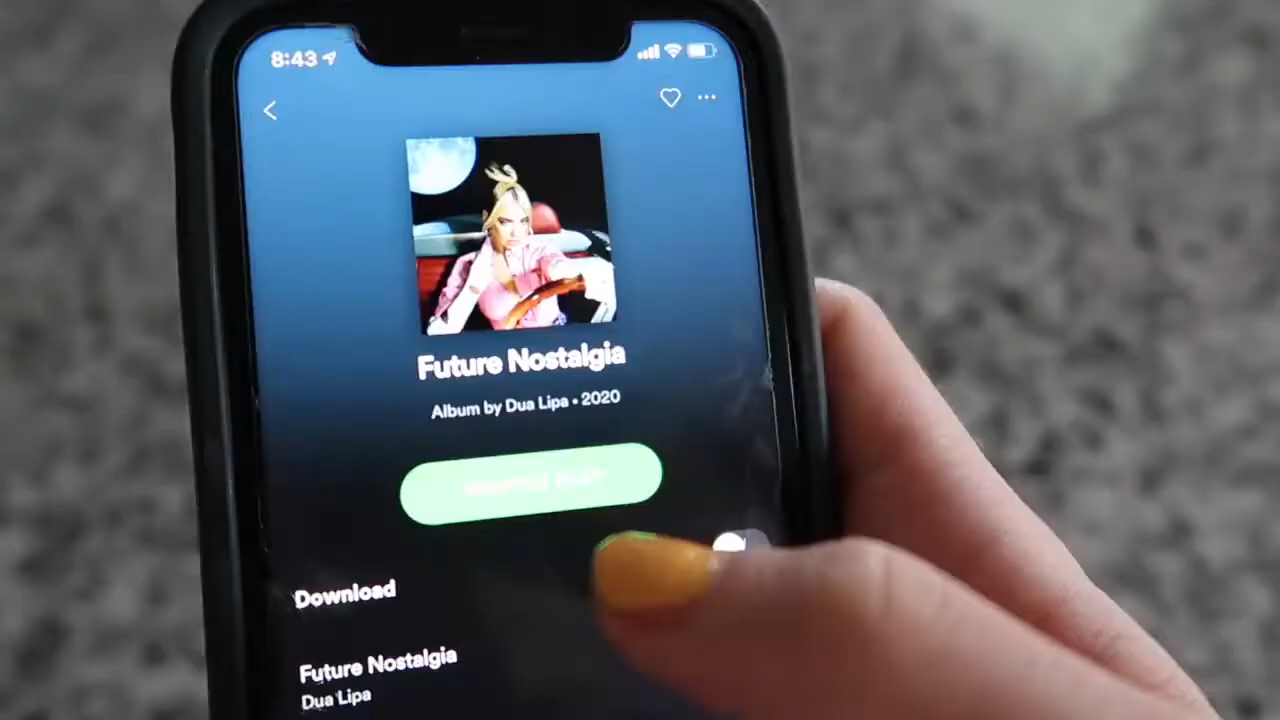 8:43
Future Nostalgia
Album by Dua Lipa • 2020
Download
Future Nostalgia
Dua Lipa